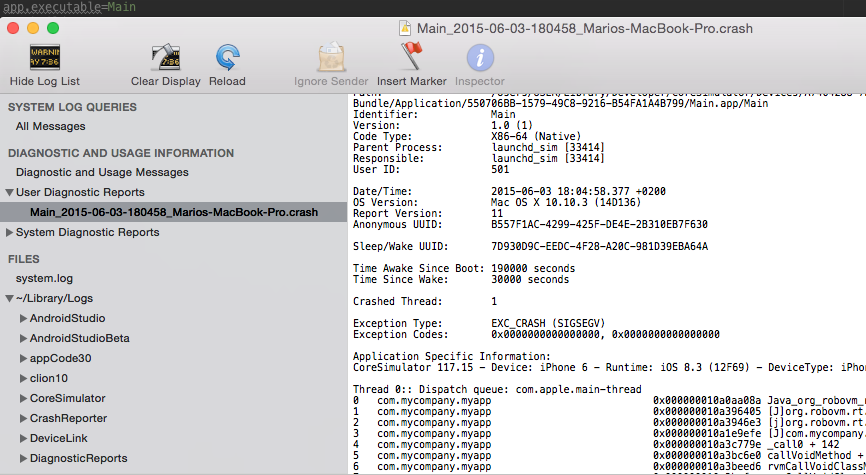 app.executable=Main
Main_2015-06-03-180458_Marios-MacBook-Pro.crash
WARNI
AY 7:36
7:36
Hide Log List
Clear Display
Reload
Ignore Sender
Insert Marker
Inspector
SYSTEM LOG QUERIES
All Messages
DIAGNOSTIC AND USAGE INFORMATION
Diagnostic and Usage Messages
User Diagnostic Reports
Main_2015-06-03-180458_Marios-MacBook-Pro.crash
System Diagnostic Reports
FILES
system.log
~/Library/Logs
AndroidStudio
AndroidStudioBeta
appCode30
clion10
CoreSimulator
CrashReporter
DeviceLink
DiagnosticReports
Bundle/Application/550706BB-1579-49C8-9216-B54FA1A4B799/Main.app/Main
Identifier: Main
Version: 1.0 (1)
Code Type: X86-64 (Native)
Parent Process: launchd_sim [33414]
Responsible: launchd_sim [33414]
User ID: 501
Date/Time: 2015-06-03 18:04:58.377 +0200
OS Version: Mac OS X 10.10.3 (14D136)
Report Version: 11
Anonymous UUID: B557F1AC-4299-425F-DE4E-2B310EB7F630
Sleep/Wake UUID: 7D930D9C-EEDC-4F28-A20C-981D39EBA64A
Time Awake Since Boot: 190000 seconds
Time Since Wake: 30000 seconds
Crashed Thread: 1
Exception Type: EXC_CRASH (SIGSEGV)
Exception Codes: 0x0000000000000000, 0x0000000000000000
Application Specific Information:
CoreSimulator 117.15 - Device: iPhone 6 - Runtime: iOS 8.3 (12F69) - DeviceType: iPhon
Thread 0:: Dispatch queue: com.apple.main-thread
0 com.mycompany.myapp 0x000000010a0aa08a Java_org_robovm_r
1 com.mycompany.myapp 0x000000010a396405 [J]org.robovm.rt.
2 com.mycompany.myapp 0x000000010a3946e3 [j]org.robovm.rt.
3 com.mycompany.myapp 0x000000010a1e9efe [J]com.mycompany.
4 com.mycompany.myapp 0x000000010a3c779e _call0 + 142
5 com.mycompany.myapp 0x000000010a3bc6e0 callVoidMethod +
6 com.mycompany.myapp 0x000000010a3beed6 rvmCallVoidClassM